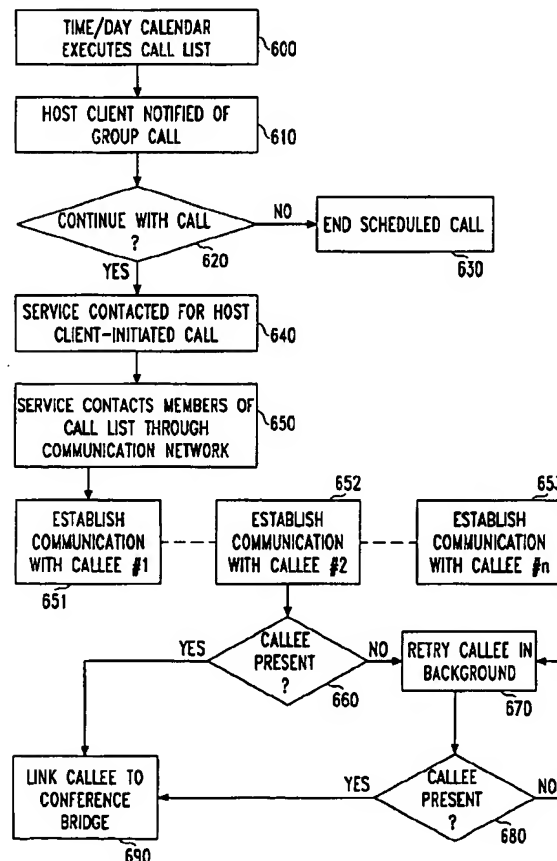 TIME/DAY CALENDAR
EXECUTES CALL LIST
600
HOST CLIENT NOTIFIED OF
GROUP CALL
610
CONTINUE WITH CALL
?
620
NO
YES
END SCHEDULED CALL
630
SERVICE CONTACTED FOR HOST
CLIENT-INITIATED CALL
640
SERVICE CONTACTS MEMBERS OF
CALL LIST THROUGH
COMMUNICATION NETWORK
650
ESTABLISH
COMMUNICATION
WITH CALLEE #1
651
652
ESTABLISH
COMMUNICATION
WITH CALLEE #2
653
ESTABLISH
COMMUNICATION
WITH CALLEE #n
YES
CALLEE
PRESENT
?
660
NO
RETRY CALLEE IN
BACKGROUND
670
LINK CALLEE TO
CONFERENCE
BRIDGE
690
YES
CALLEE
PRESENT
?
680
NO